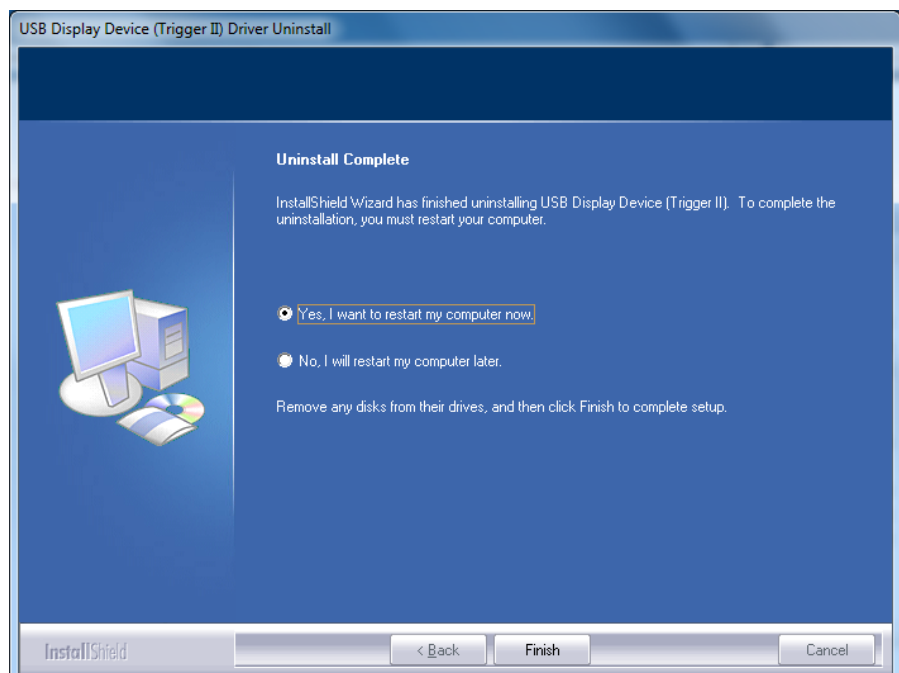 USB Display Device (Trigger II) Driver Uninstall
Uninstall Complete
InstallShield Wizard has finished uninstalling USB Display Device (Trigger II).  To complete the
uninstallation, you must restart your computer.
Yes, I want to restart my computer now.
No, I will restart my computer later.
Remove any disks from their drives, and then click Finish to complete setup.
InstallShield
< Back
Finish
Cancel